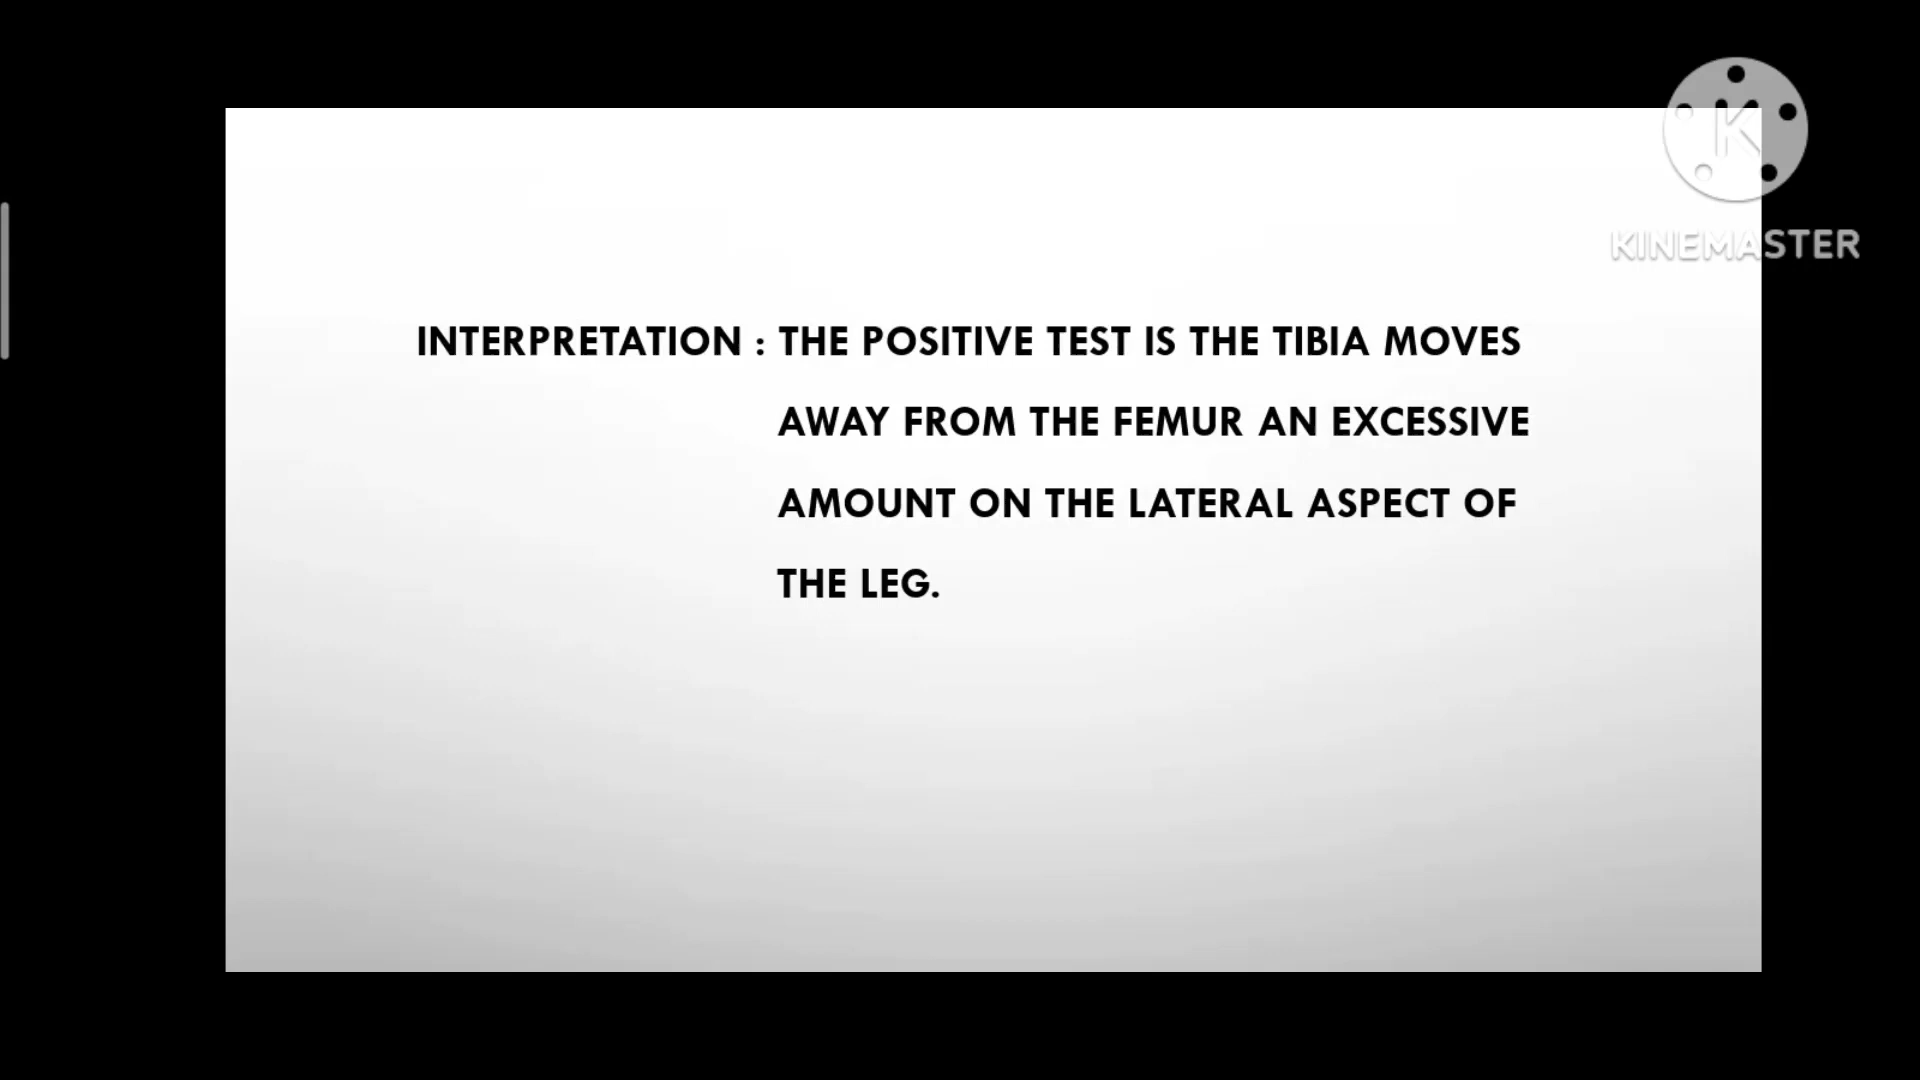 K
KINEMASTER
INTERPRETATION : THE POSITIVE TEST IS THE TIBIA MOVES
AWAY FROM THE FEMUR AN EXCESSIVE
AMOUNT ON THE LATERAL ASPECT OF
THE LEG.